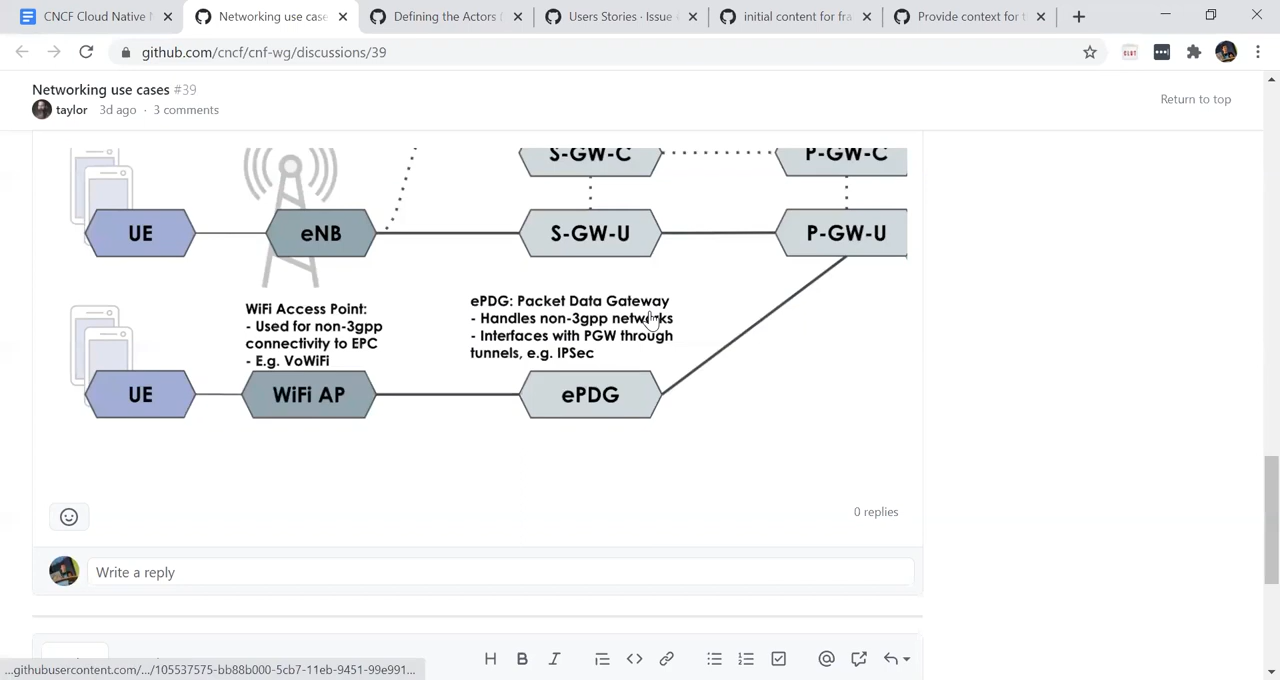 CNCF Cloud Native
Networking use case
Defining the Actors
Users Stories · Issue
initial content for fra
Provide context for t
github.com/cncf/cnf-wg/discussions/39
Networking use cases #39
taylor 3d ago · 3 comments
Return to top
S-GW-C
P-GW-C
UE
eNB
S-GW-U
P-GW-U
WiFi Access Point:
- Used for non-3gpp
connectivity to EPC
- E.g. VoWiFi
ePDG: Packet Data Gateway
- Handles non-3gpp networks
- Interfaces with PGW through
tunnels, e.g. IPSec
UE
WiFi AP
ePDG
0 replies
Write a reply
H B I
...githubusercontent.com/.../105537575-bb88b000-5cb7-11eb-9451-99e991...